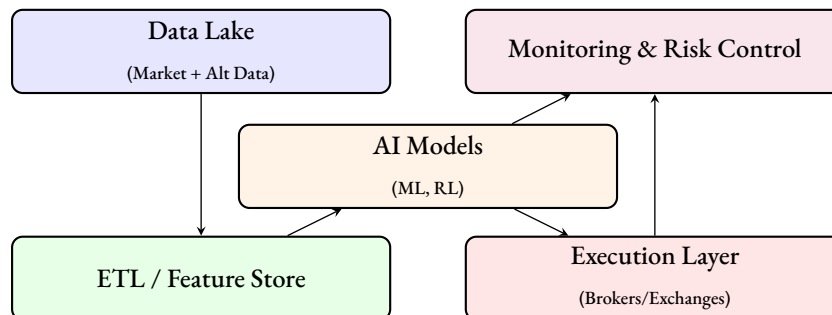 Data Lake
(Market + Alt Data)
Monitoring & Risk Control
AI Models
(ML, RL)
ETL / Feature Store
Execution Layer
(Brokers/Exchanges)